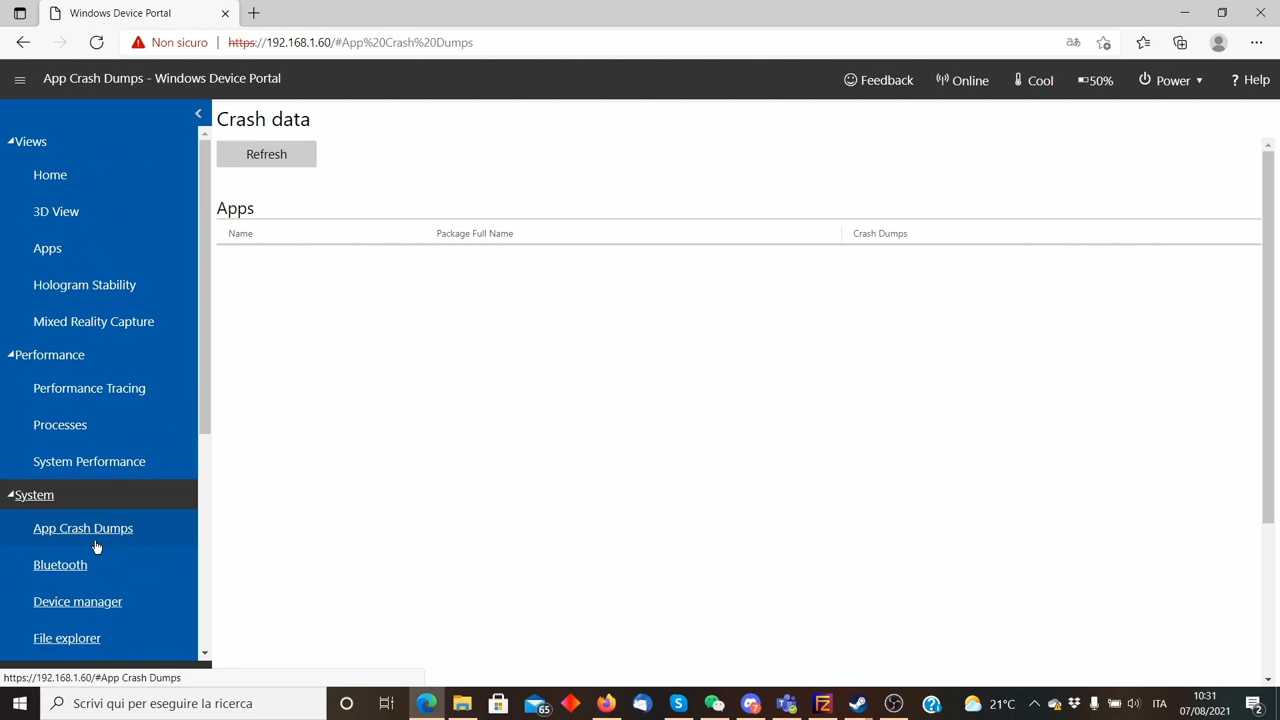 Windows Device Portal
Non sicuro
https://192.168.1.60/#App%20Crash%20Dumps
App Crash Dumps - Windows Device Portal
Feedback
Online
Cool
50%
Power
? Help
Views
Home
3D View
Apps
Hologram Stability
Mixed Reality Capture
Performance
Performance Tracing
Processes
System Performance
System
App Crash Dumps
Bluetooth
Device manager
File explorer
Crash data
Refresh
Apps
Name
Package Full Name
Crash Dumps
https://192.168.1.60/#App Crash Dumps
Scrivi qui per eseguire la ricerca
65
21°C
ITA
10:31
07/08/2021
2